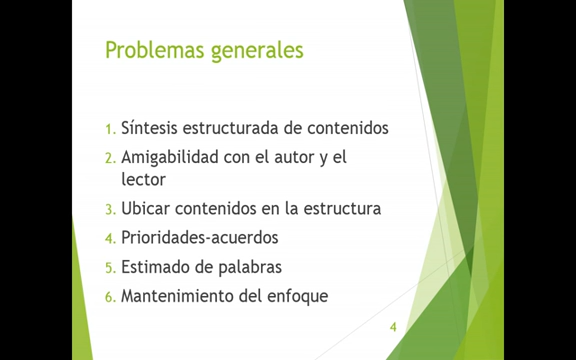 Problemas generales
1. Síntesis estructurada de contenidos
2. Amigabilidad con el autor y el
lector
3. Ubicar contenidos en la estructura
4. Prioridades-acuerdos
5. Estimado de palabras
6. Mantenimiento del enfoque
4